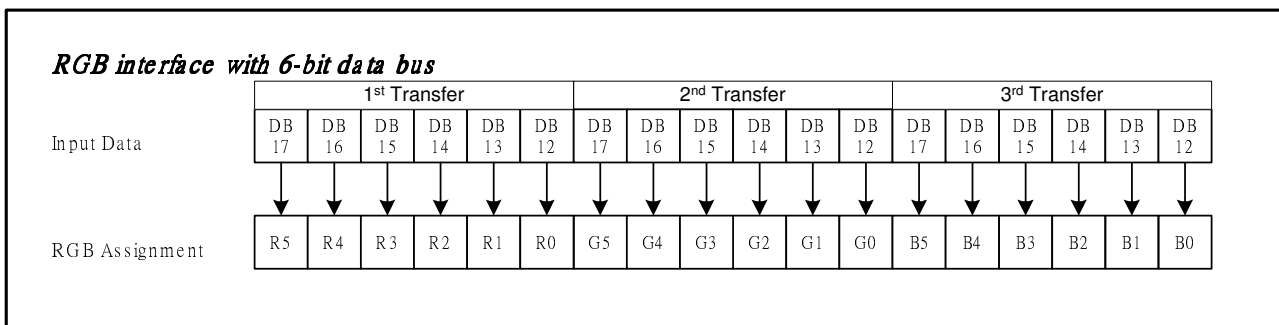 RGB interface with 6-bit data bus
1st Transfer 2nd Transfer 3rd Transfer
Input Data
DB 17 DB 16 DB 15 DB 14 DB 13 DB 12 DB 17 DB 16 DB 15 DB 14 DB 13 DB 12 DB 17 DB 16 DB 15 DB 14 DB 13 DB 12
RGB Assignment R5 R4 R3 R2 R1 R0 G5 G4 G3 G2 G1 G0 B5 B4 B3 B2 B1 B0